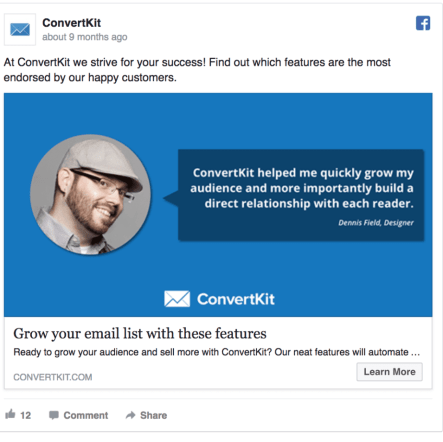 ConvertKit
about 9 months ago
At ConvertKit we strive for your success! Find out which features are the most
endorsed by our happy customers.
ConvertKit helped me quickly grow my
audience and more importantly build a
direct relationship with each reader.
Dennis Field, Designer
ConvertKit
Grow your email list with these features
Ready to grow your audience and sell more with ConvertKit? Our neat features will automate ...
CONVERTKIT.COM
Learn More
12 Comment Share